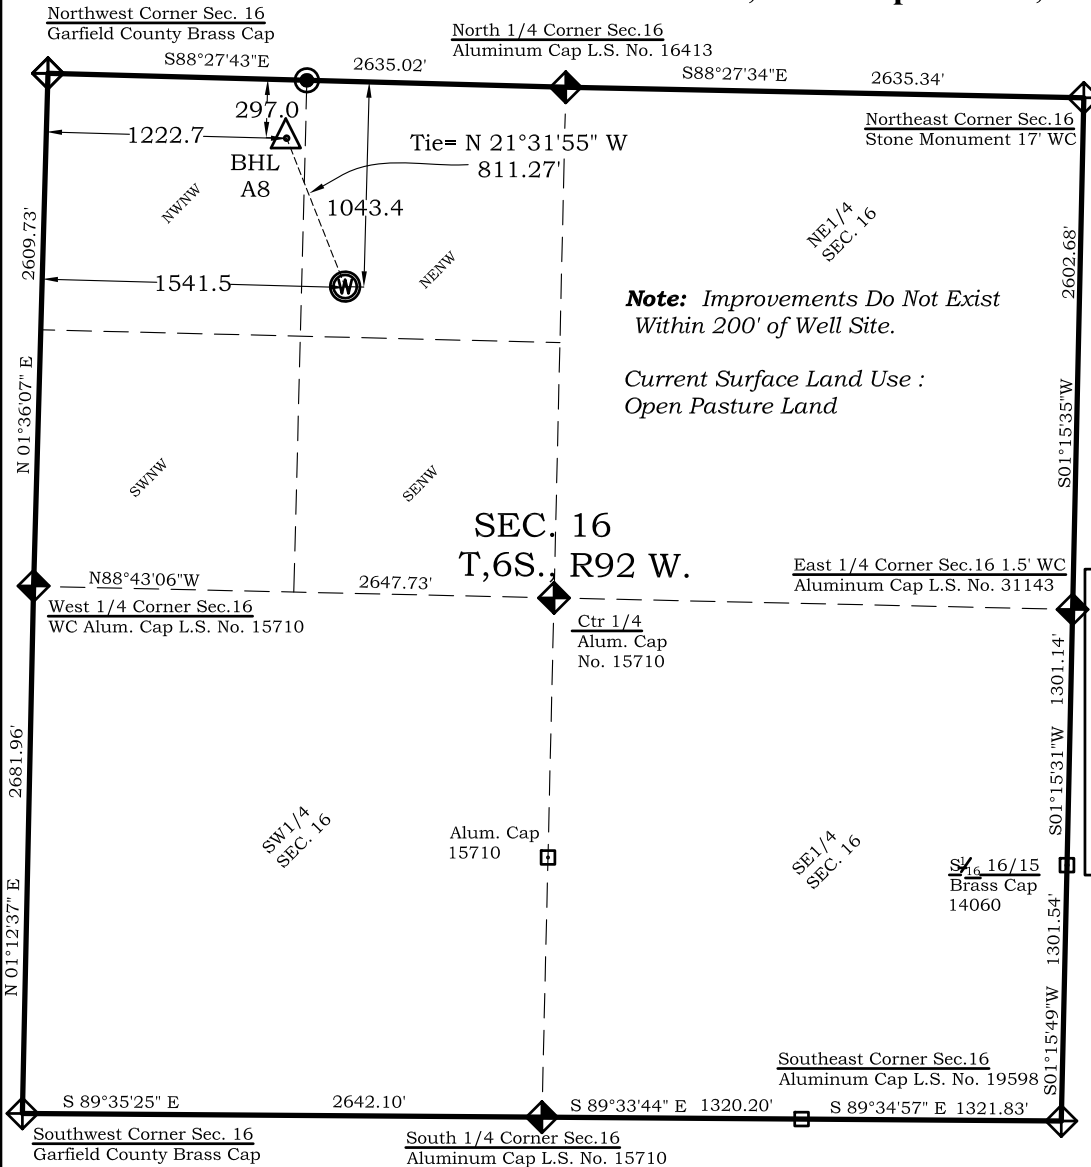 Northwest Corner Sec. 16
Garfield County Brass Cap
S88°27'43"E
2635.02'
North 1/4 Corner Sec.16
Aluminum Cap L.S. No. 16413
S88°27'34"E
2635.34'
Northeast Corner Sec.16
Stone Monument 17' WC
297.0
1222.7
BHL
A8
Tie= N 21°31'55" W
811.27'
1043.4
NWNW
NENW
1541.5
2609.73'
NE1/4
SEC. 16
2602.68'
Note: Improvements Do Not Exist
Within 200' of Well Site.
Current Surface Land Use :
Open Pasture Land
N 01°36'07" E
S01°15'35"W
SWNW
SENW
W
SEC. 16
T,6S., R92 W.
N88°43'06"W
2647.73'
West 1/4 Corner Sec.16
WC Alum. Cap L.S. No. 15710
East 1/4 Corner Sec.16 1.5' WC
Aluminum Cap L.S. No. 31143
Ctr 1/4
Alum. Cap
No. 15710
1301.14'
2681.96'
S01°15'31"W
SW1/4
SEC. 16
Alum. Cap
15710
SE1/4
SEC. 16
16/15
Brass Cap
14060
N 01°12'37" E
1301.54'
S01°15'49"W
Southeast Corner Sec.16
Aluminum Cap L.S. No. 19598
S 89°35'25" E
2642.10'
S 89°33'44" E
1320.20'
S 89°34'57" E
1321.83'
Southwest Corner Sec. 16
Garfield County Brass Cap
South 1/4 Corner Sec.16
Aluminum Cap L.S. No. 15710